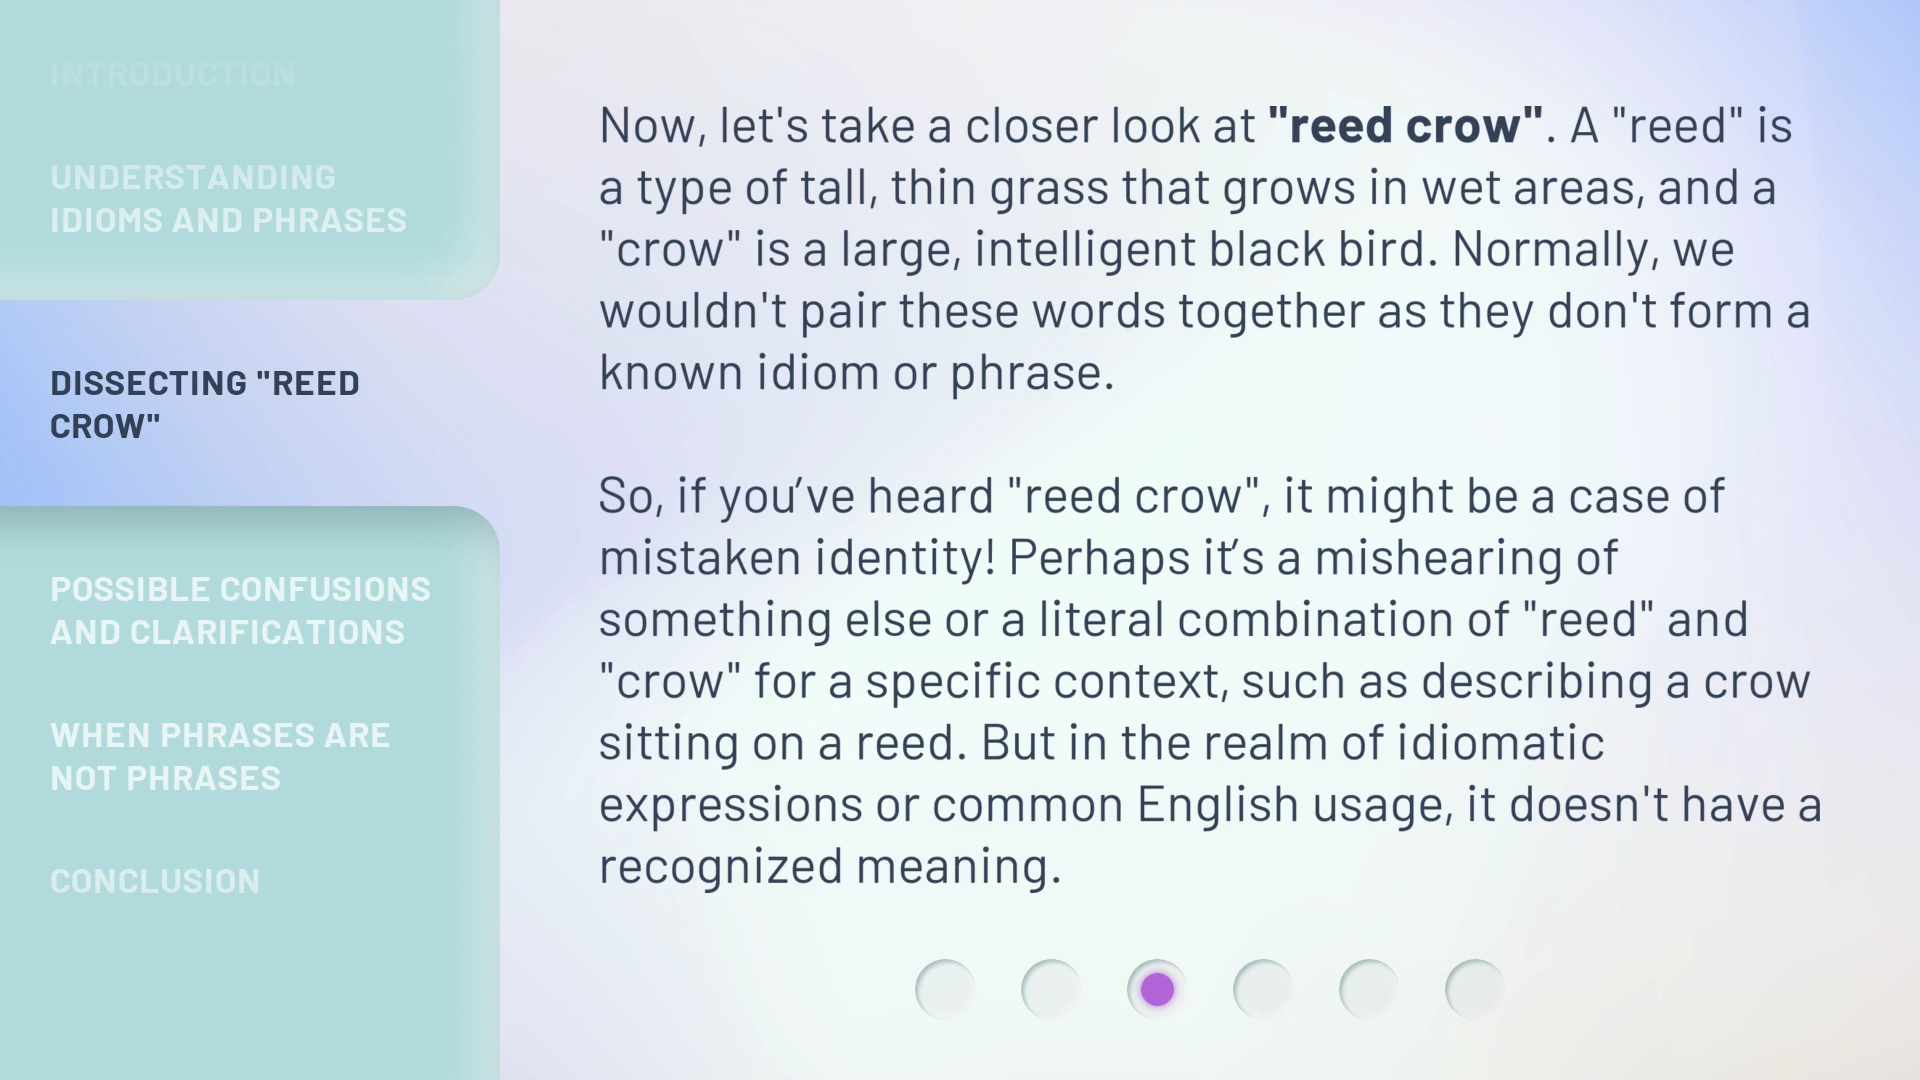 INTRODUCTION
UNDERSTANDING
IDIOMS AND PHRASES
DISSECTING "REED
CROW"
POSSIBLE CONFUSIONS
AND CLARIFICATIONS
WHEN PHRASES ARE
NOT PHRASES
CONCLUSION
Now, let's take a closer look at "reed crow". A "reed" is
a type of tall, thin grass that grows in wet areas, and a
"crow" is a large, intelligent black bird. Normally, we
wouldn't pair these words together as they don't form a
known idiom or phrase.
So, if you’ve heard "reed crow", it might be a case of
mistaken identity! Perhaps it’s a mishearing of
something else or a literal combination of "reed" and
"crow" for a specific context, such as describing a crow
sitting on a reed. But in the realm of idiomatic
expressions or common English usage, it doesn't have a
recognized meaning.